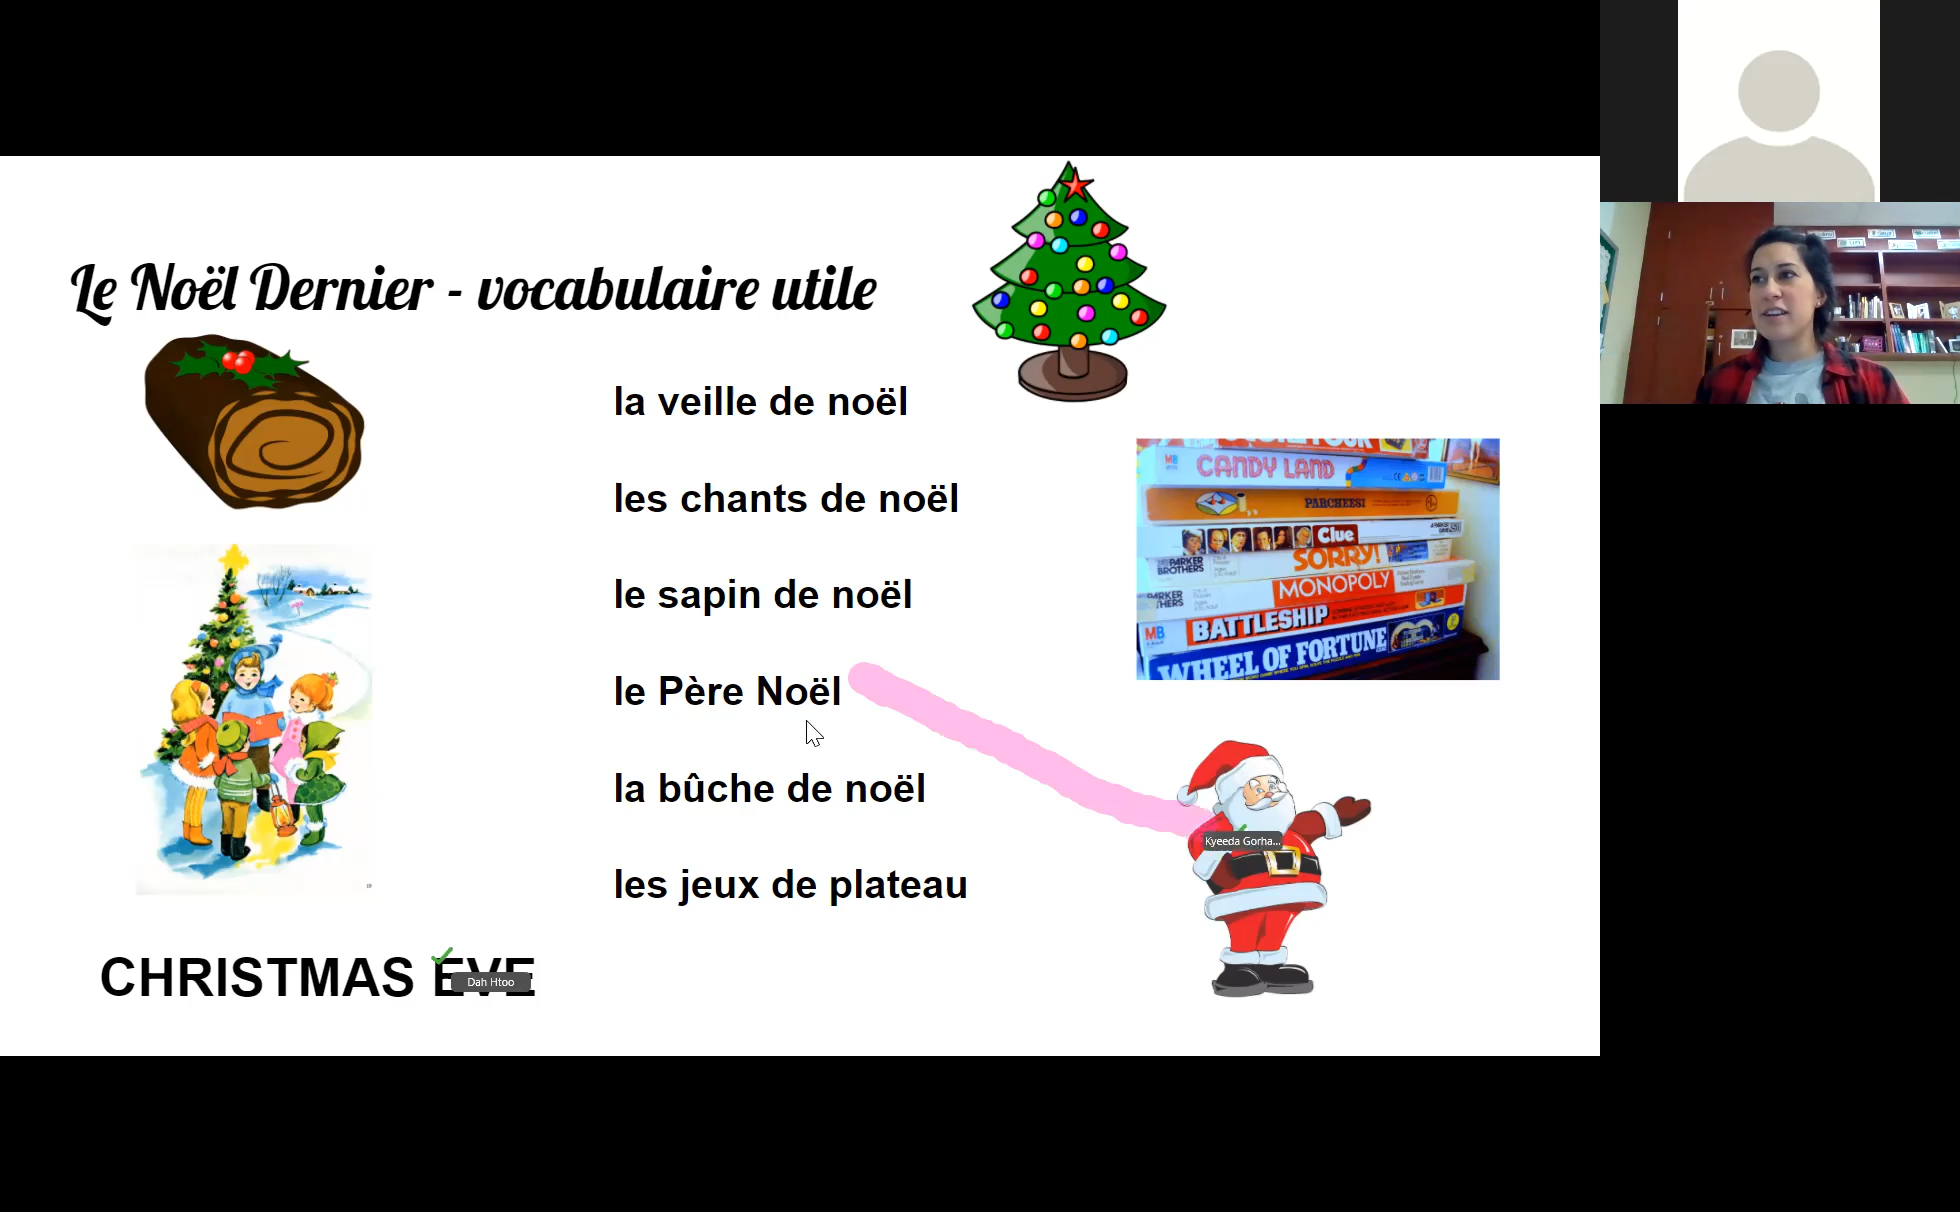 Le Noël Dernier - vocabulaire utile
la veille de noël
les chants de noël
le sapin de noël
le Père Noël
la bûche de noël
les jeux de plateau
CHRISTMAS EVE
Dah Htoo
Kyeeda Gorha...
MB
CANDY LAND
PARCHEESI
Clue
PARKER
BROTHERS
SORRY!
MONOPOLY
PARKER
MB
BATTLESHIP
WHEEL OF FORTUNE